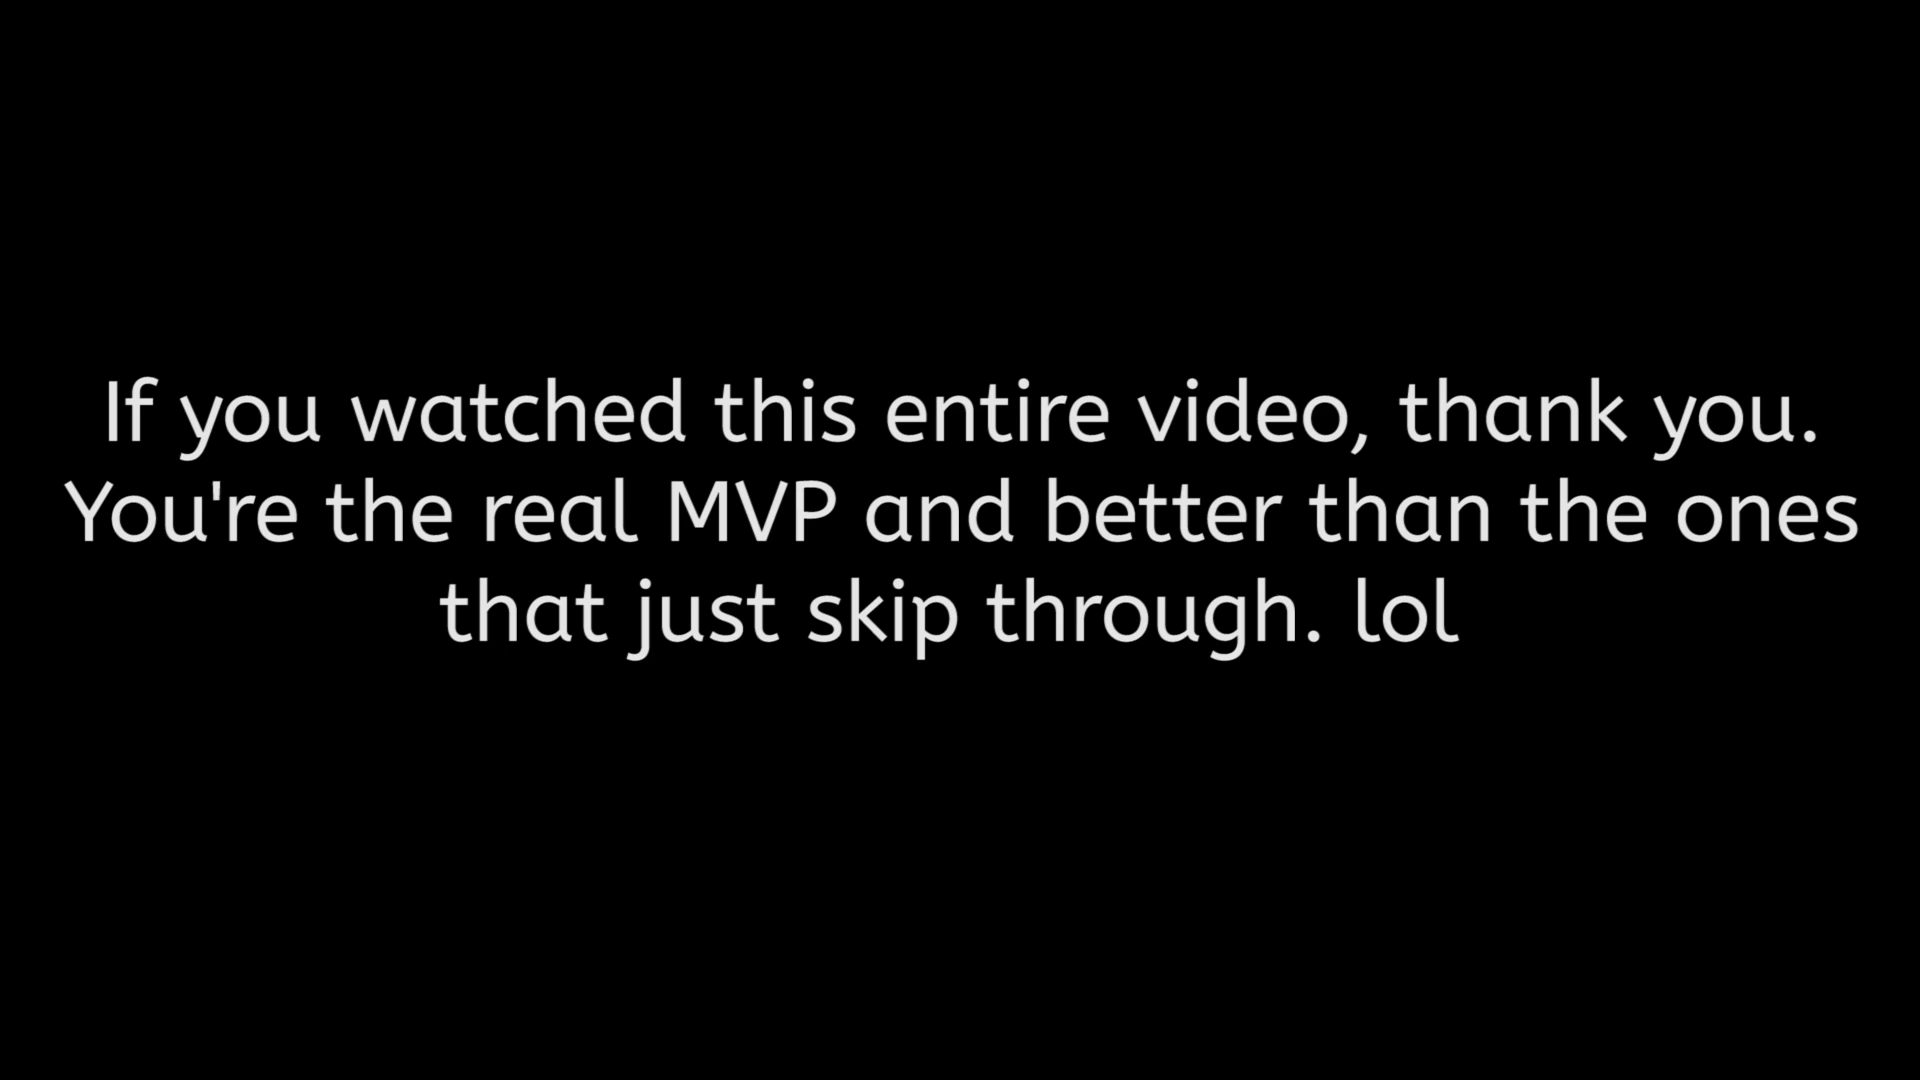 If you watched this entire video, thank you.
You're the real MVP and better than the ones
that just skip through. lol